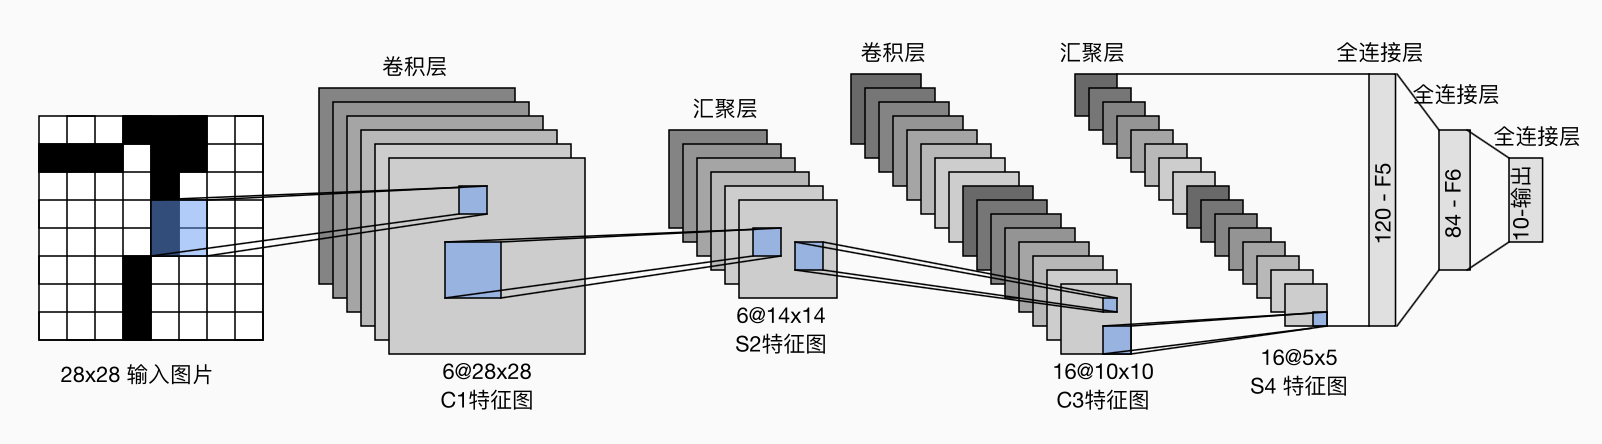 28x28 输入图片
卷积层
6@28x28
C1特征图
汇聚层
6@14x14
S2特征图
卷积层
16@10x10
C3特征图
汇聚层
16@5x5
S4 特征图
全连接层
120 - F5
全连接层
84 - F6
全连接层
10-输出